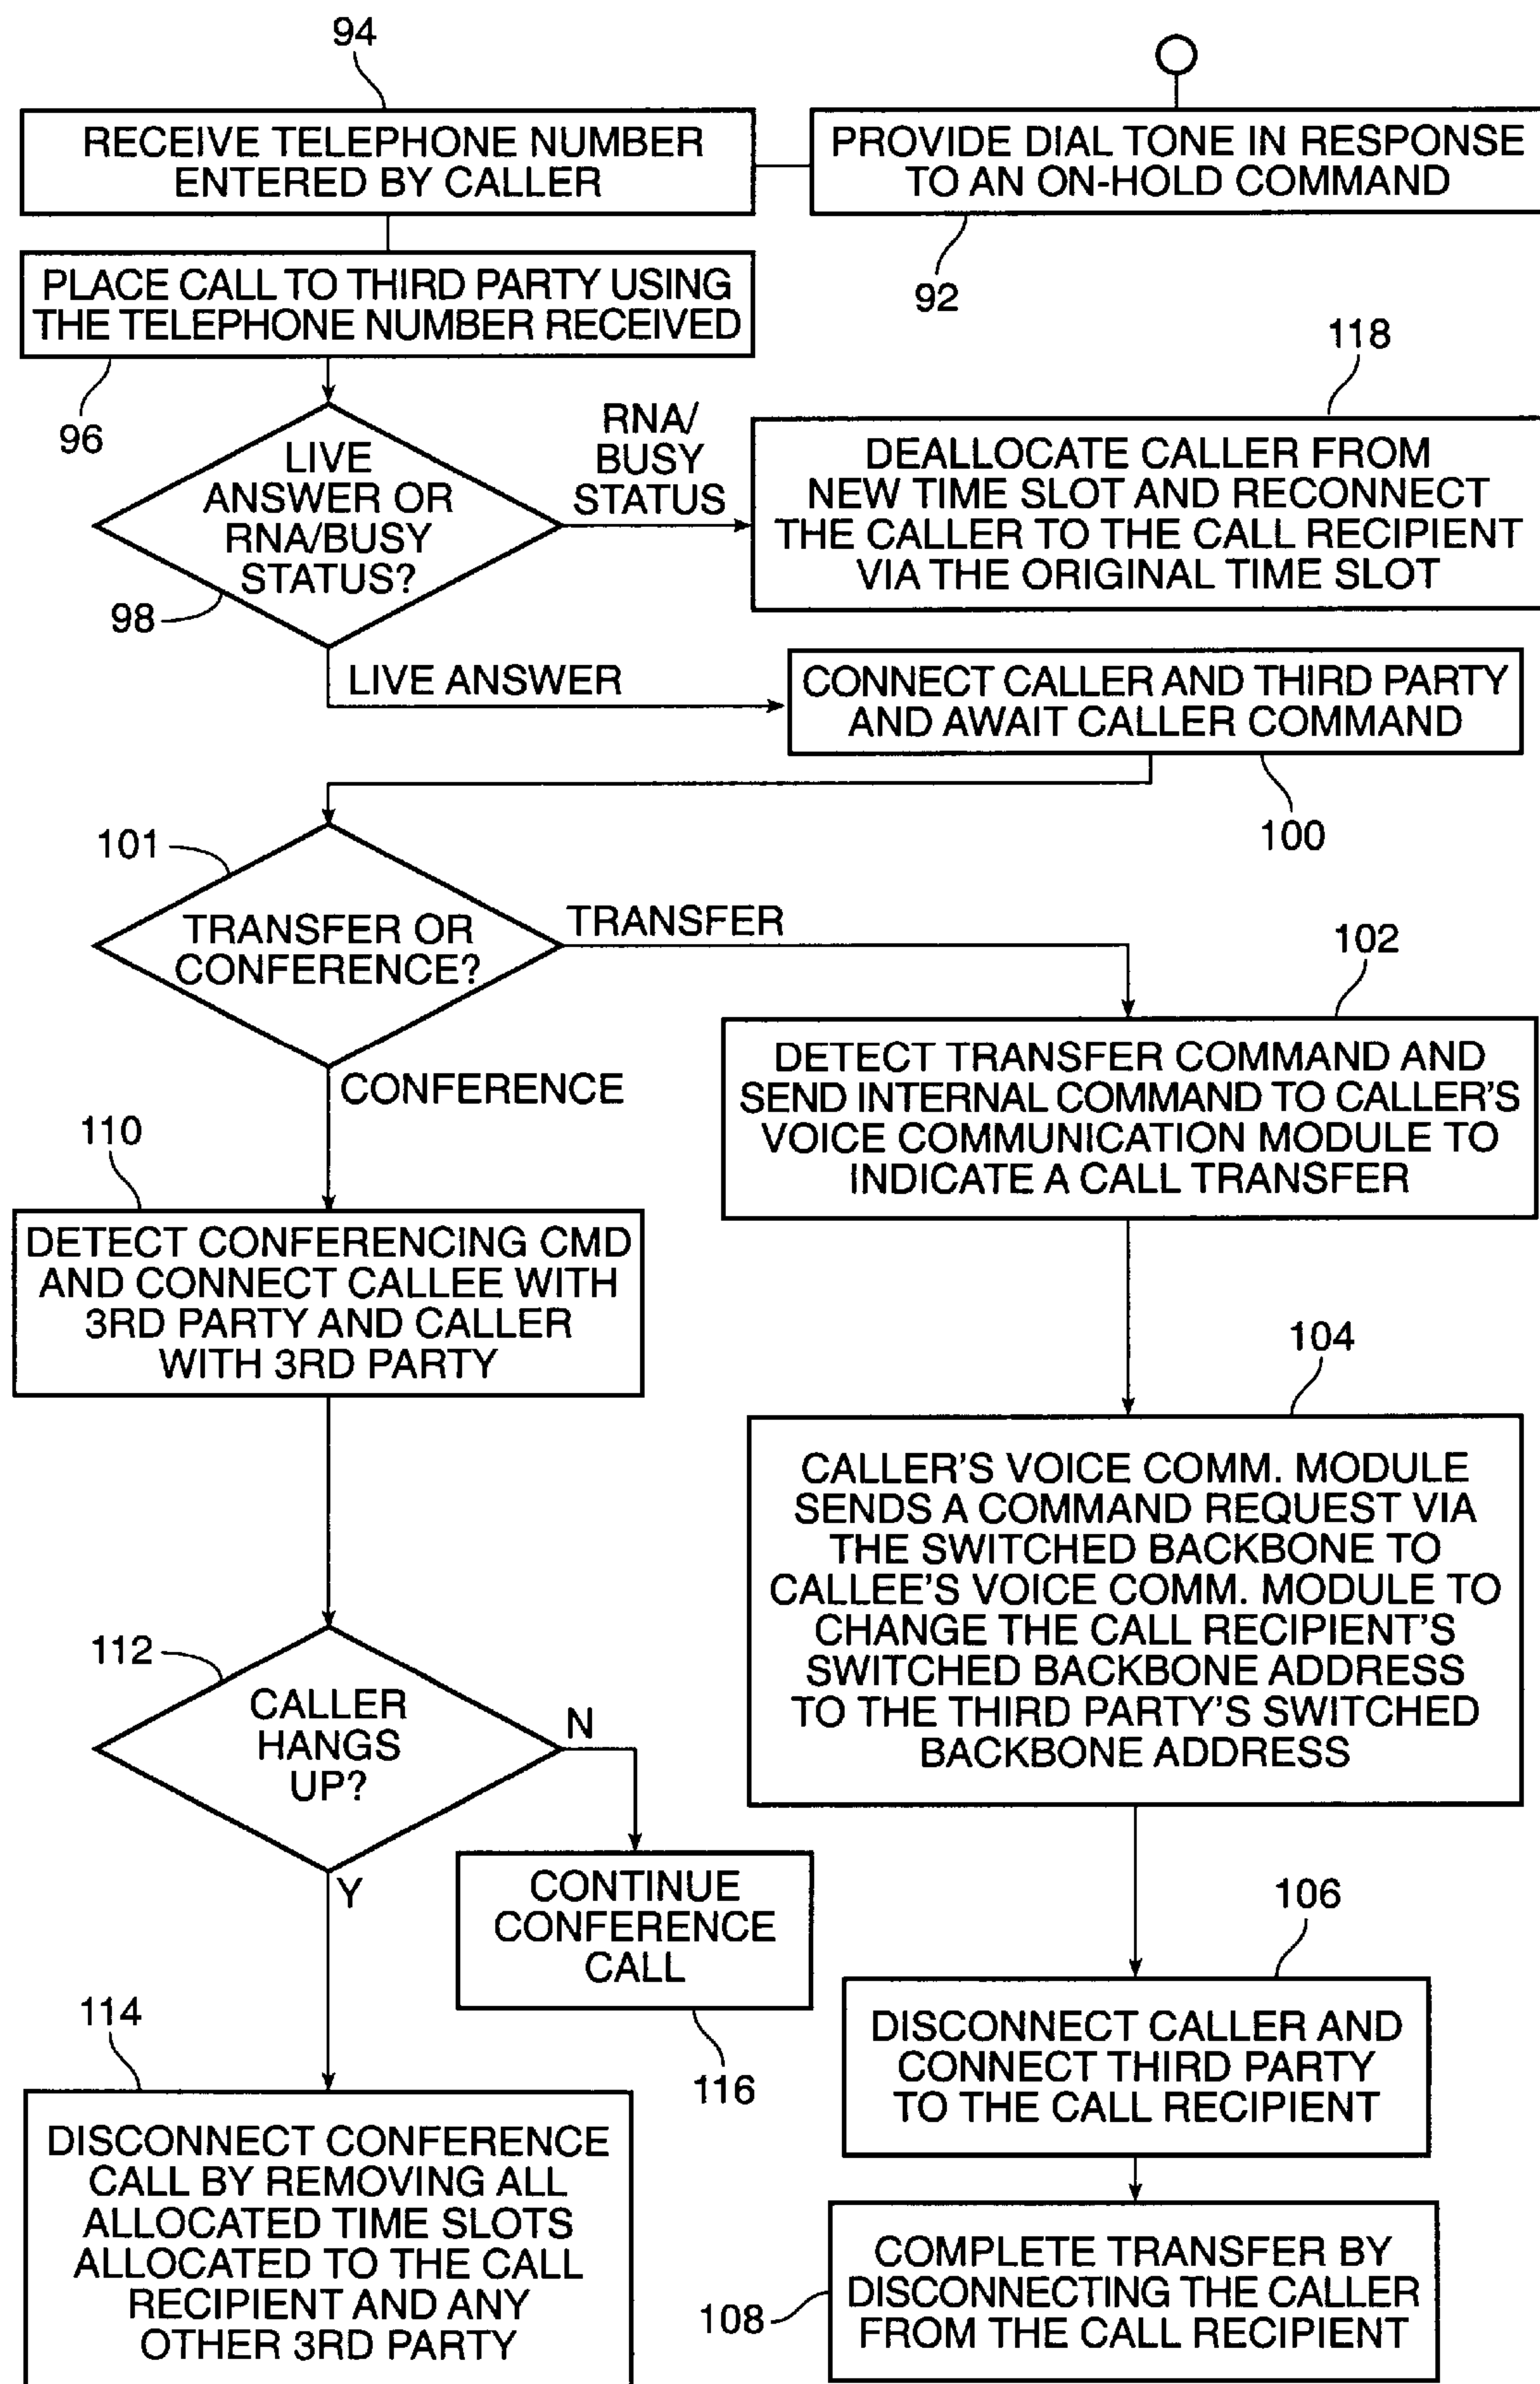 94
RECEIVE TELEPHONE NUMBER
ENTERED BY CALLER
PROVIDE DIAL TONE IN RESPONSE
TO AN ON-HOLD COMMAND
92
PLACE CALL TO THIRD PARTY USING
THE TELEPHONE NUMBER RECEIVED
96
LIVE
ANSWER OR
RNA/BUSY
STATUS?
98
RNA/
BUSY
STATUS
118
DEALLOCATE CALLER FROM
NEW TIME SLOT AND RECONNECT
THE CALLER TO THE CALL RECIPIENT
VIA THE ORIGINAL TIME SLOT
LIVE ANSWER
CONNECT CALLER AND THIRD PARTY
AND AWAIT CALLER COMMAND
100
101
TRANSFER OR
CONFERENCE?
TRANSFER
102
DETECT TRANSFER COMMAND AND
SEND INTERNAL COMMAND TO CALLER'S
VOICE COMMUNICATION MODULE TO
INDICATE A CALL TRANSFER
CONFERENCE
110
DETECT CONFERENCING CMD
AND CONNECT CALLEE WITH
3RD PARTY AND CALLER
WITH 3RD PARTY
104
CALLER'S VOICE COMM. MODULE
SENDS A COMMAND REQUEST VIA
THE SWITCHED BACKBONE TO
CALLEE'S VOICE COMM. MODULE TO
CHANGE THE CALL RECIPIENT'S
SWITCHED BACKBONE ADDRESS
TO THE THIRD PARTY'S SWITCHED
BACKBONE ADDRESS
112
CALLER
HANGS
UP?
N
Y
CONTINUE
CONFERENCE
CALL
116
106
DISCONNECT CALLER AND
CONNECT THIRD PARTY
TO THE CALL RECIPIENT
114
DISCONNECT CONFERENCE
CALL BY REMOVING ALL
ALLOCATED TIME SLOTS
ALLOCATED TO THE CALL
RECIPIENT AND ANY
OTHER 3RD PARTY
108
COMPLETE TRANSFER BY
DISCONNECTING THE CALLER
FROM THE CALL RECIPIENT